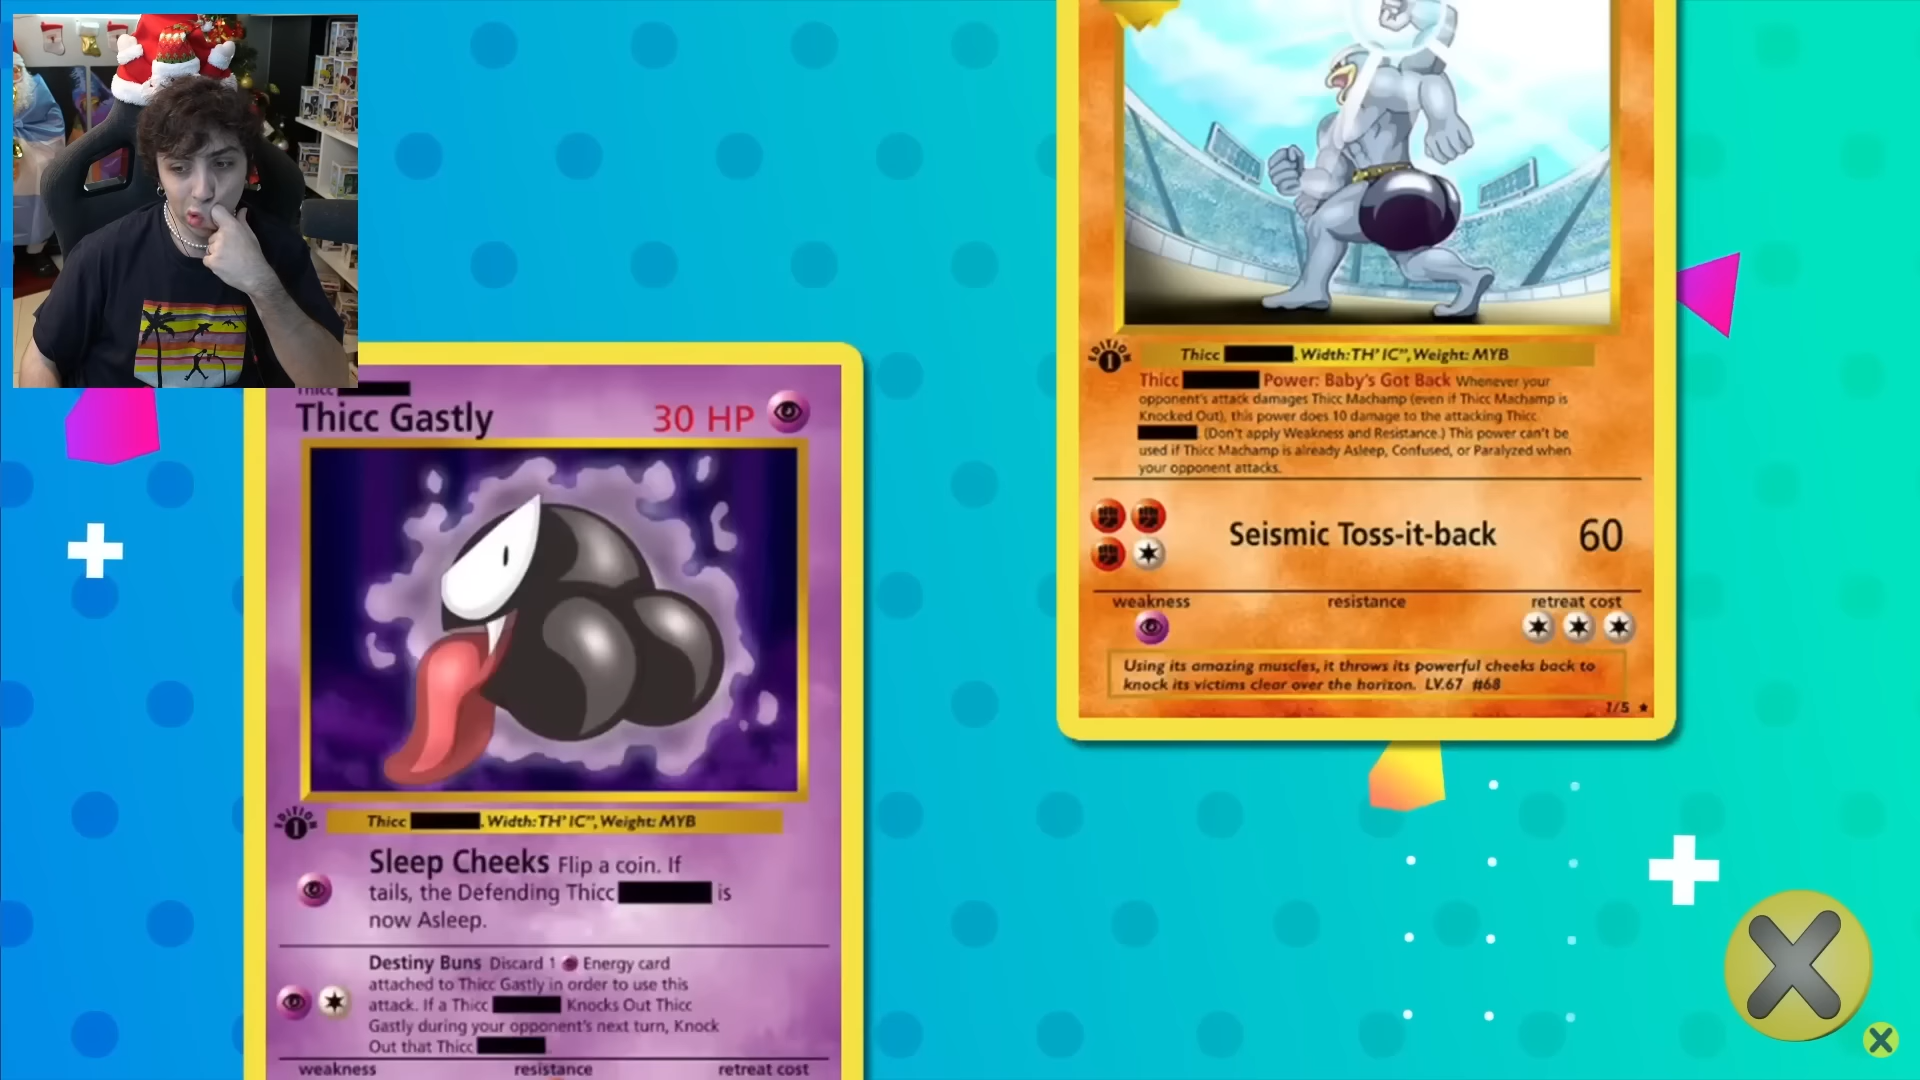 Thicc
Thicc Gastly 30 HP
EDITION 1
Thicc . Width: TH' IC", Weight: MYB
Sleep Cheeks Flip a coin. If
tails, the Defending Thicc is
now Asleep.
Destiny Buns Discard 1 Energy card
attached to Thicc Gastly in order to use this
attack. If a Thicc Knocks Out Thicc
Gastly during your opponent's next turn, Knock
Out that Thicc .
weakness resistance retreat cost
EDITION 1
Thicc . Width: TH' IC", Weight: MYB
Thicc Power: Baby's Got Back Whenever your
opponent's attack damages Thicc Machamp (even if Thicc Machamp is
Knocked Out), this power does 10 damage to the attacking Thicc
. (Don't apply Weakness and Resistance.) This power can't be
used if Thicc Machamp is already Asleep, Confused, or Paralyzed when
your opponent attacks.
Seismic Toss-it-back 60
weakness resistance retreat cost
Using its amazing muscles, it throws its powerful cheeks back to
knock its victims clear over the horizon. LV.67 #68
1/5 ★